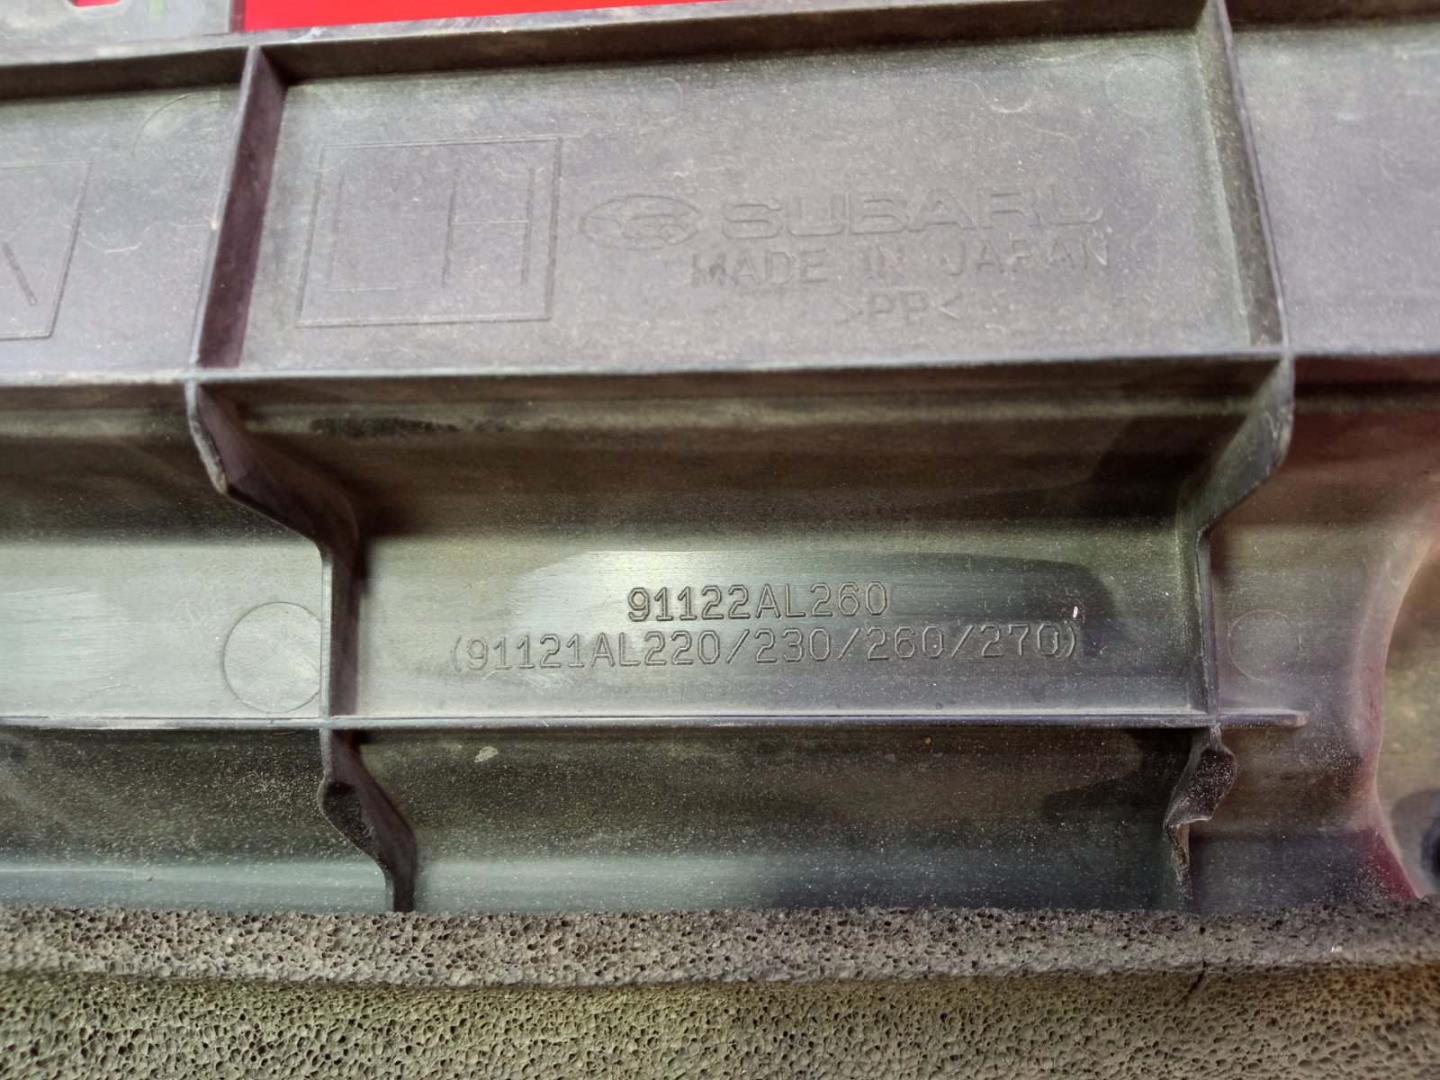 LH
SUBARU
MADE IN JAPAN
>PP<
91122AL260
(91121AL220/230/260/270)